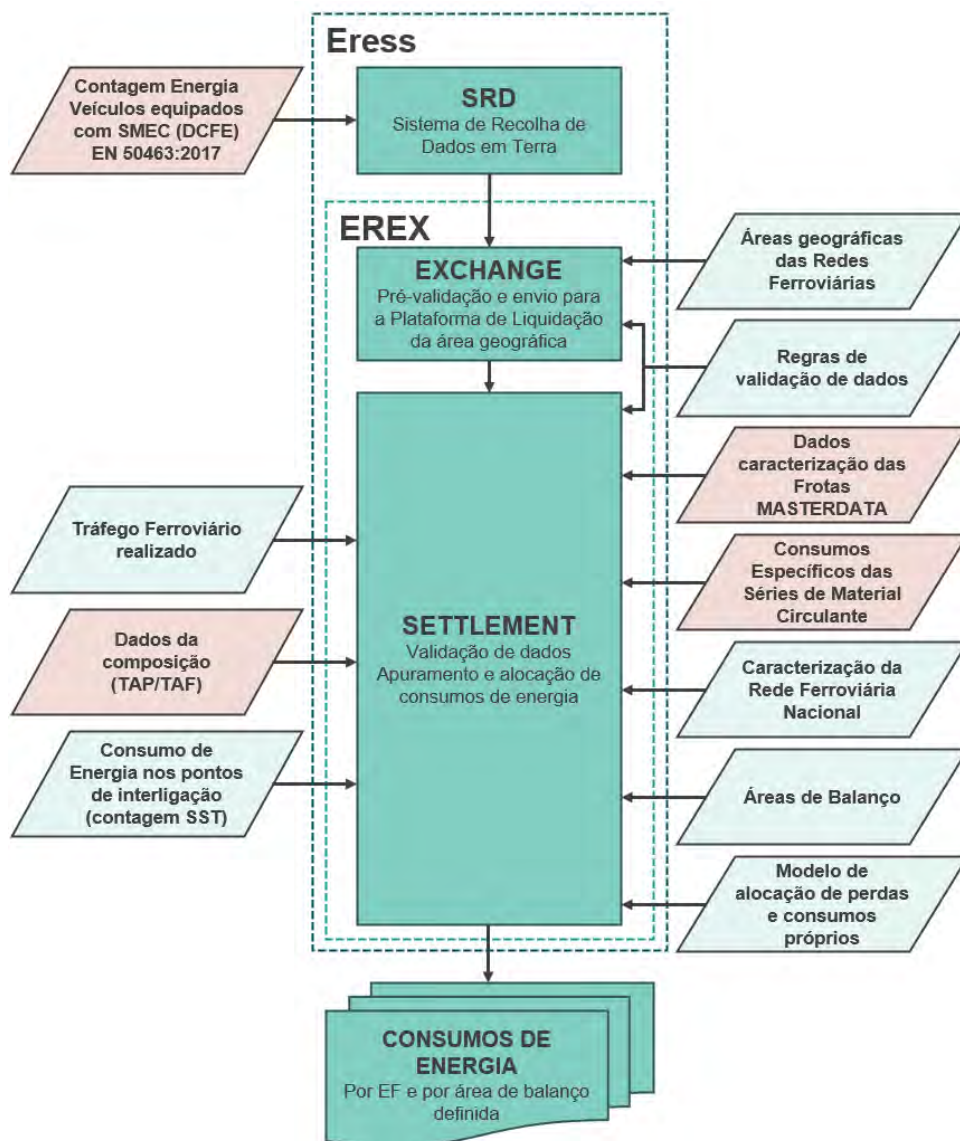 Eress
Contagem Energia
Veículos equipados
com SMEC (DCFE)
EN 50463:2017
SRD
Sistema de Recolha de
Dados em Terra
EREX
EXCHANGE
Pré-validação e envio para
a Plataforma de Liquidação
da área geográfica
Áreas geográficas
das Redes
Ferroviárias
Regras de
validação de dados
Dados
caracterização das
Frotas
MASTERDATA
Tráfego Ferroviário
realizado
Consumos
Específicos das
Séries de Material
Circulante
SETTLEMENT
Validação de dados
Apuramento e alocação de
consumos de energia
Dados da
composição
(TAP/TAF)
Caracterização da
Rede Ferroviária
Nacional
Consumo de
Energia nos pontos
de interligação
(contagem SST)
Áreas de Balanço
Modelo de
alocação de perdas
e consumos
próprios
CONSUMOS DE
ENERGIA
Por EF e por área de balanço
definida